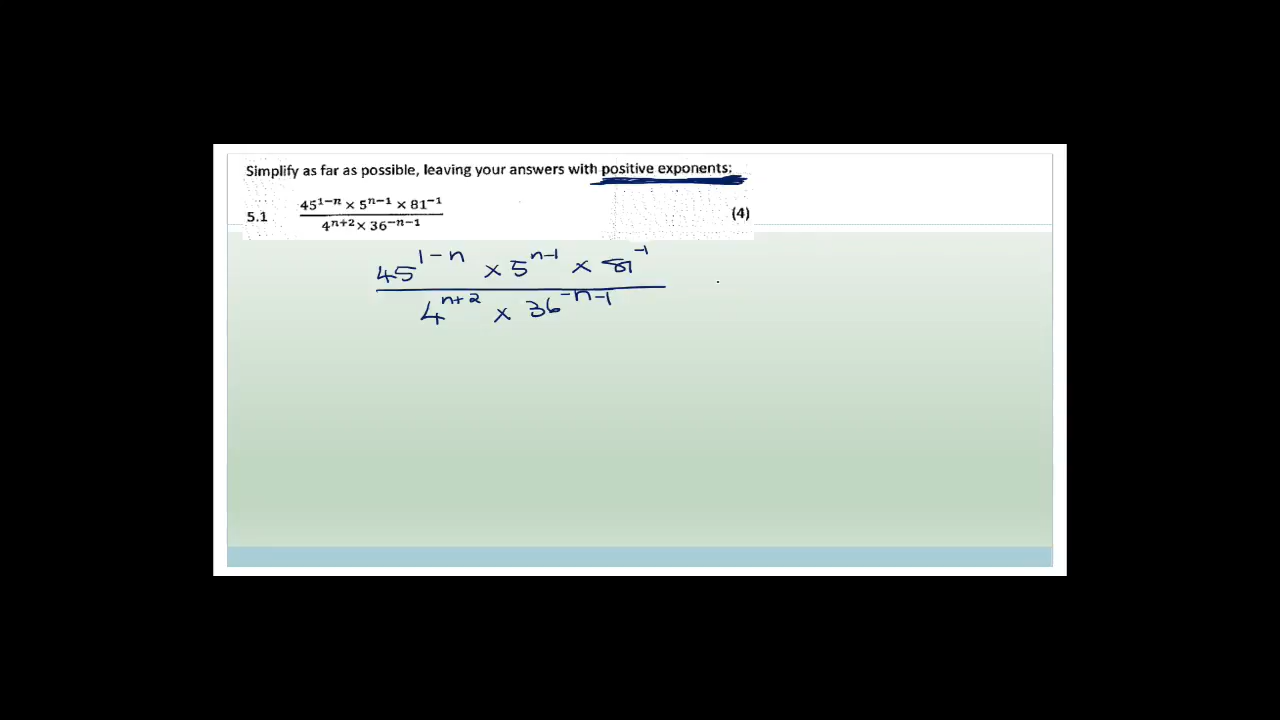 Simplify as far as possible, leaving your answers with positive exponents:
5.1 45^{1−n} × 5^{n−1} × 81^{−1} (4)
4^{n+2} × 36^{−n−1}
45^{1−n} × 5^{n−1} × 81^{−1}
4^{n+2} × 36^{−n−1}